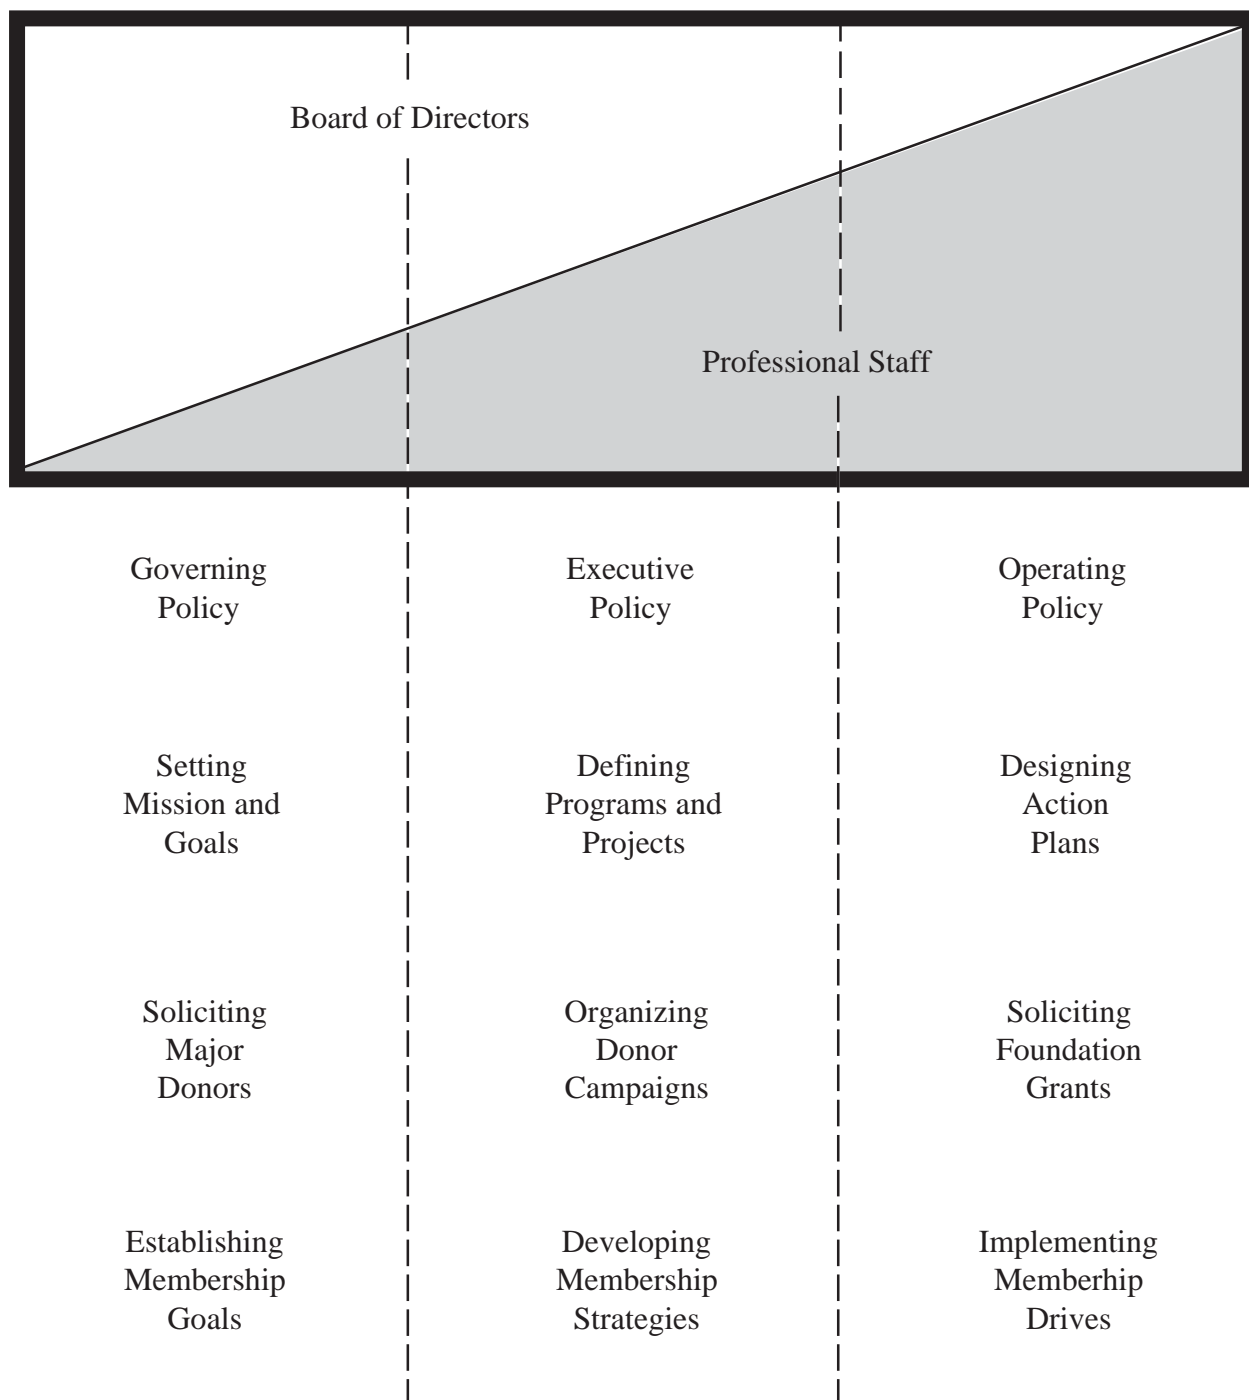 Board of Directors
Professional Staff
Governing
Policy
Executive
Policy
Operating
Policy
Setting
Mission and
Goals
Defining
Programs and
Projects
Designing
Action
Plans
Soliciting
Major
Donors
Organizing
Donor
Campaigns
Soliciting
Foundation
Grants
Establishing
Membership
Goals
Developing
Membership
Strategies
Implementing
Memberhip
Drives